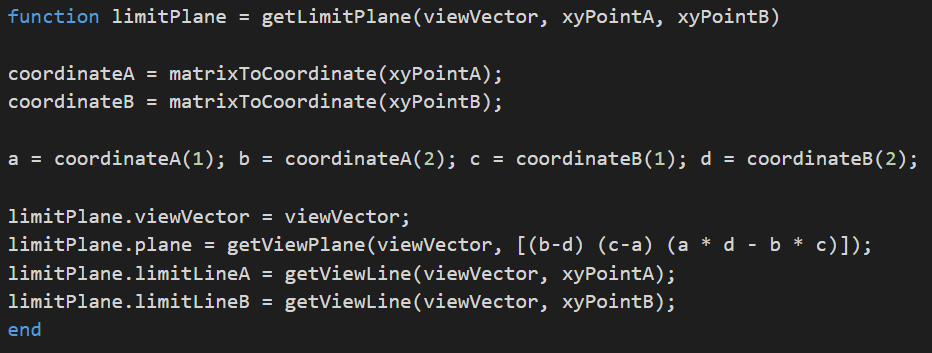 function limitPlane = getLimitPlane(viewVector, xyPointA, xyPointB)
coordinateA = matrixToCoordinate(xyPointA);
coordinateB = matrixToCoordinate(xyPointB);
a = coordinateA(1); b = coordinateA(2); c = coordinateB(1); d = coordinateB(2);
limitPlane.viewVector = viewVector;
limitPlane.plane = getViewPlane(viewVector, [(b-d) (c-a) (a * d - b * c)]);
limitPlane.limitLineA = getViewLine(viewVector, xyPointA);
limitPlane.limitLineB = getViewLine(viewVector, xyPointB);
end